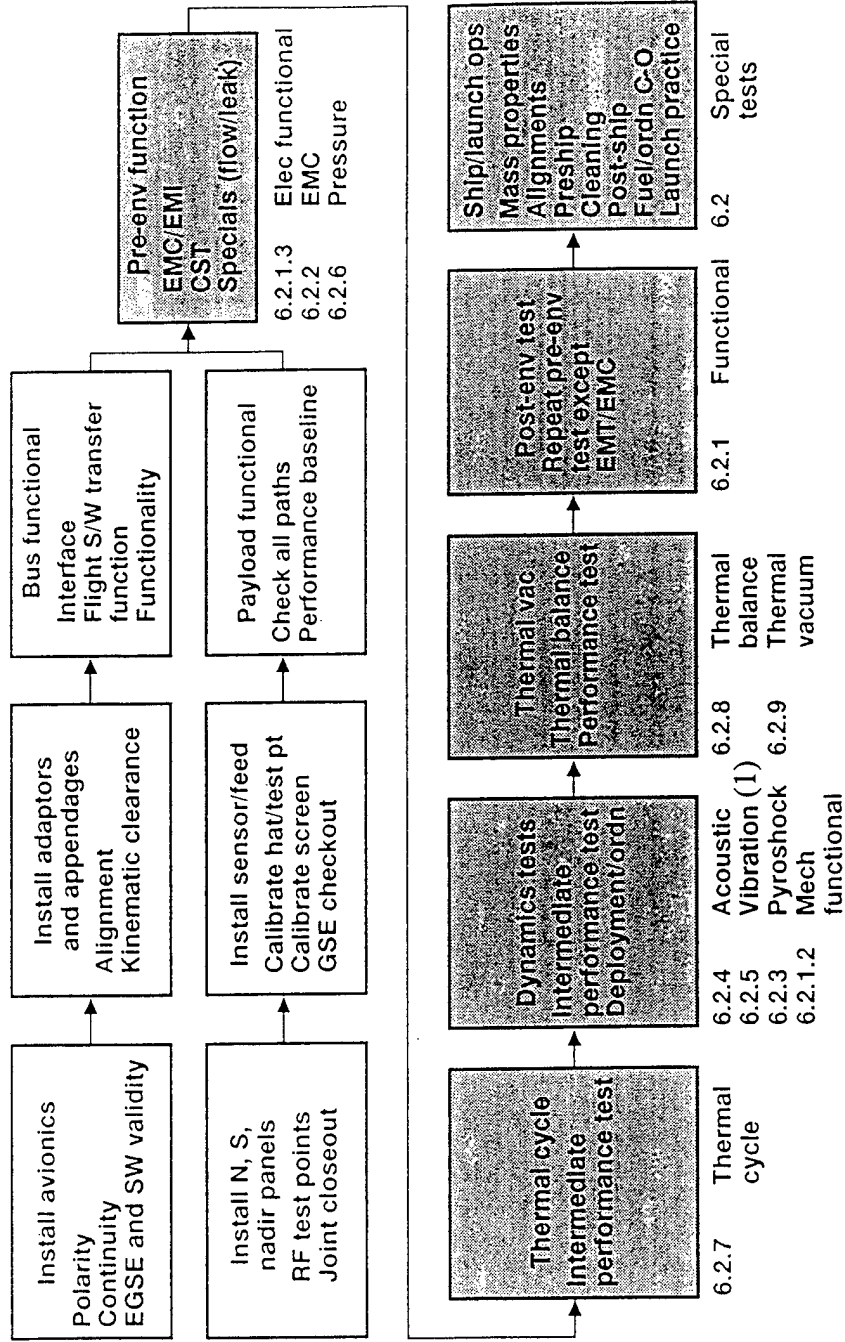 Install avionics
Polarity
Continuity
EGSE and SW validity
Install adaptors
and appendages
Alignment
Kinematic clearance
Bus functional
Interface
Flight S/W transfer
function
Functionality
Install N, S,
nadir panels
RF test points
Joint closeout
Install sensor/feed
Calibrate hat/test pt
Calibrate screen
GSE checkout
Payload functional
Check all paths
Performance baseline
Pre-env function
EMC/EMI
CST
Specials (flow/leak)
6.2.1.3 Elec functional
6.2.2 EMC
6.2.6 Pressure
Thermal cycle
Intermediate
performance test
6.2.7 Thermal
cycle
Dynamics tests
Intermediate
performance test
Deployment/ordn
6.2.4 Acoustic
6.2.5 Vibration (1)
6.2.3 Pyroshock
6.2.1.2 Mech
functional
Thermal vac.
Thermal balance
Performance test
6.2.8 Thermal
balance
6.2.9 Thermal
vacuum
Post-env test
Repeat pre-env
test except
EMT/EMC
6.2.1 Functional
Ship/launch ops
Mass properties
Alignments
Preship
Cleaning
Post-ship
Fuel/ordn C-O
Launch practice
6.2 Special
tests